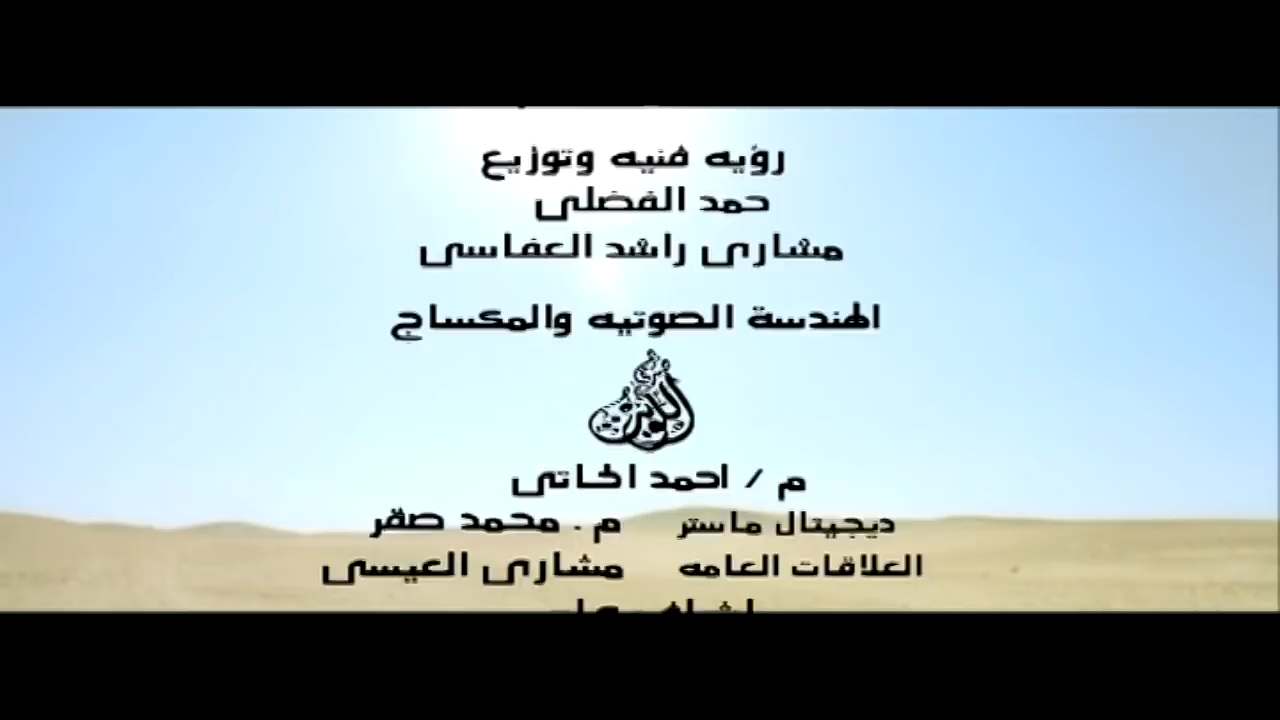 رؤيه فنيه وتوزيع
حمد الفضلى
مشارى راشد العفاسى
الهندسة الصوتيه والمكساج
م / احمد الحاتى
ديجيتال ماستر م . محمد صقر
العلاقات العامه مشارى العيسى